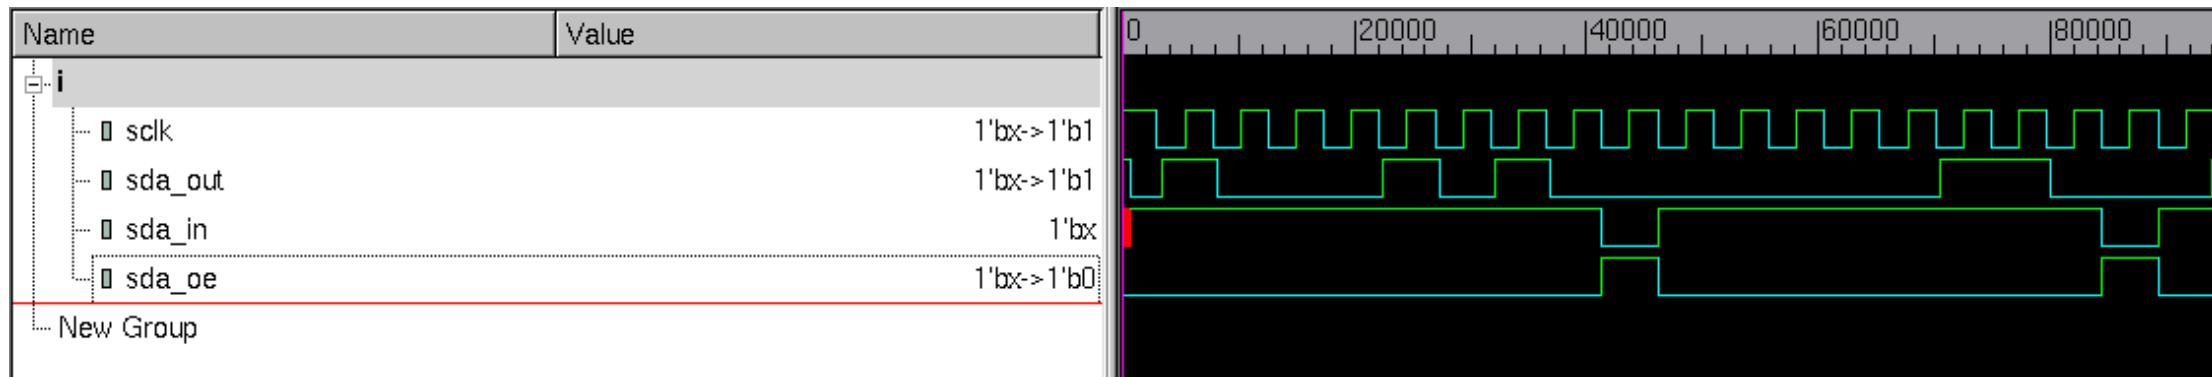 Name Value 0 20000 40000 60000 80000
i
sclk 1'bx->1'b1
sda_out 1'bx->1'b1
sda_in 1'bx
sda_oe 1'bx->1'b0
New Group